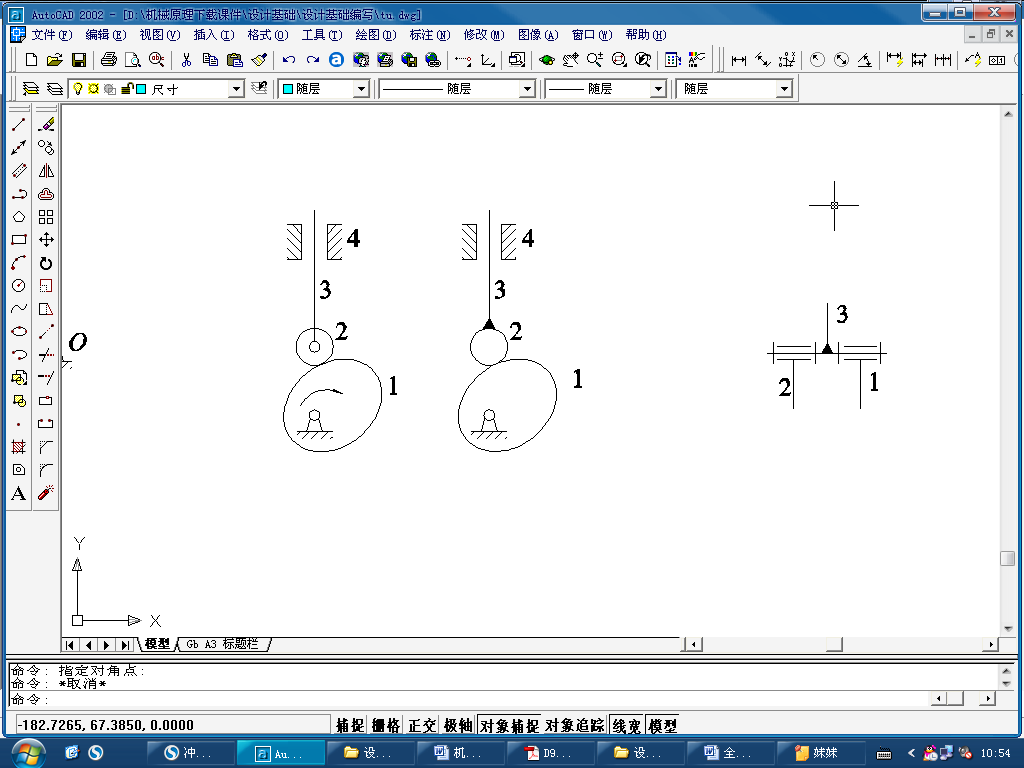 AutoCAD 2002 - [D:\机械原理下载课件\设计基础\设计基础编写\tu.dwg]
文件(F) 编辑(E) 视图(V) 插入(I) 格式(O) 工具(T) 绘图(D) 标注(N) 修改(M) 图像(A) 窗口(W) 帮助(H)
尺寸 随层 随层 随层 随层
4 4
3 3 3
O 2 2
1 1 2 1
A
Y
X
模型 Gb A3 标题栏
命令: 指定对角点:
命令: *取消*
命令:
-182.7265, 67.3850, 0.0000 捕捉 栅格 正交 极轴 对象捕捉 对象追踪 线宽 模型
冲... Au... 设... 机... D9... 设... 全... 妹妹 10:54